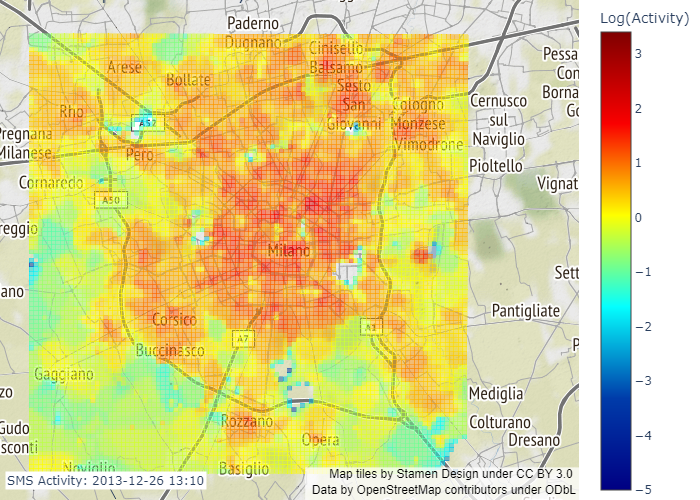 Log(Activity)
Paderno
Dugnano
Cinisello
Balsamo
Arese
Bollate
Sesto
San
Giovanni
Rho
A52
Cologno
Monzese
Cernusco
sul
Naviglio
Pessa
Con
Borna
Go
Pregnana
Milanese
Pero
Vimodrone
Pioltello
Cornaredo
Vignat
A50
reggio
Milano
Sett
ano
Pantigliate
Corsico
A7
A1
P
Buccinasco
Gaggiano
zo
Mediglia
Gudo
sconti
Rozzano
Opera
Colturano
Dresano
Noviglio
Basiglio
SMS Activity: 2013-12-26 13:10
Map tiles by Stamen Design under CC BY 3.0
Data by OpenStreetMap contributors under ODbL
3
2
1
0
−1
−2
−3
−4
−5